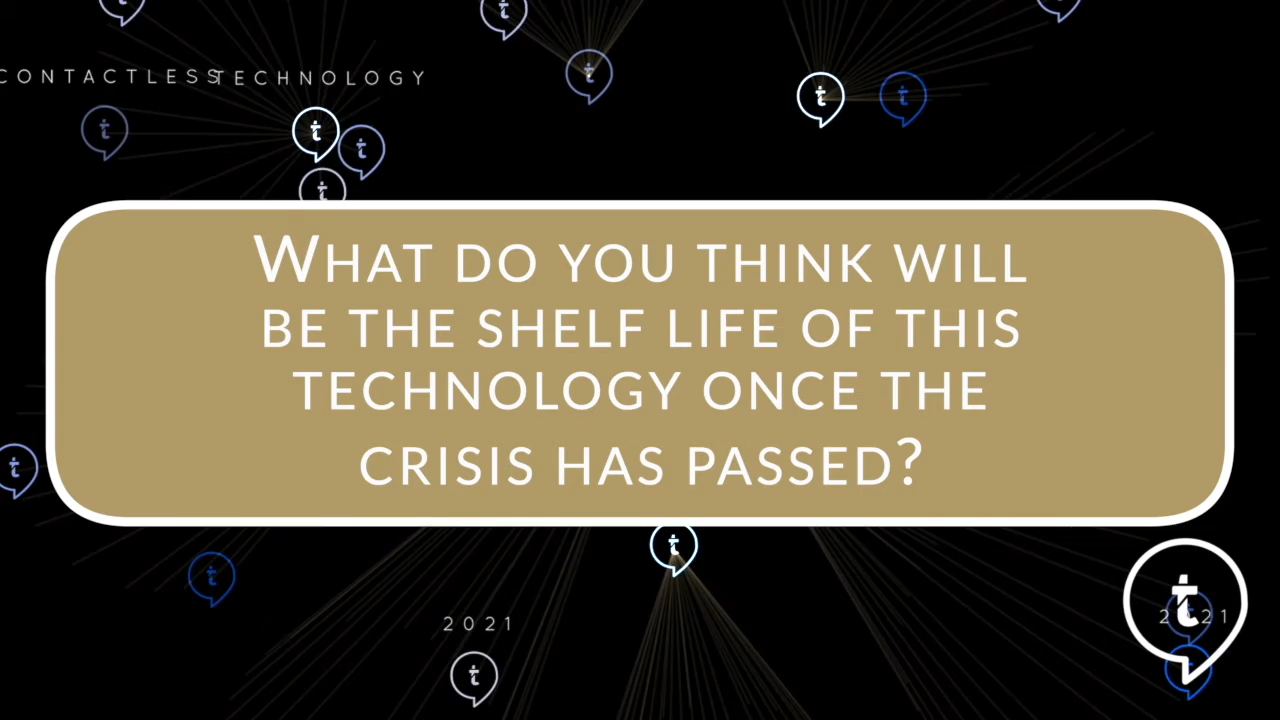 CONTACTLESS TECHNOLOGY
WHAT DO YOU THINK WILL
BE THE SHELF LIFE OF THIS
TECHNOLOGY ONCE THE
CRISIS HAS PASSED?
2021
2021